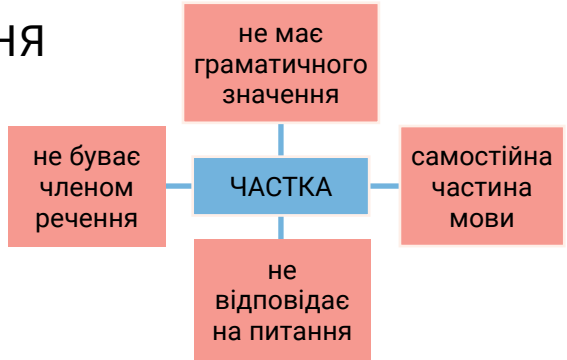 ня
не має
граматичного
значення
не буває
членом
речення
ЧАСТКА
самостійна
частина
мови
не
відповідає
на питання